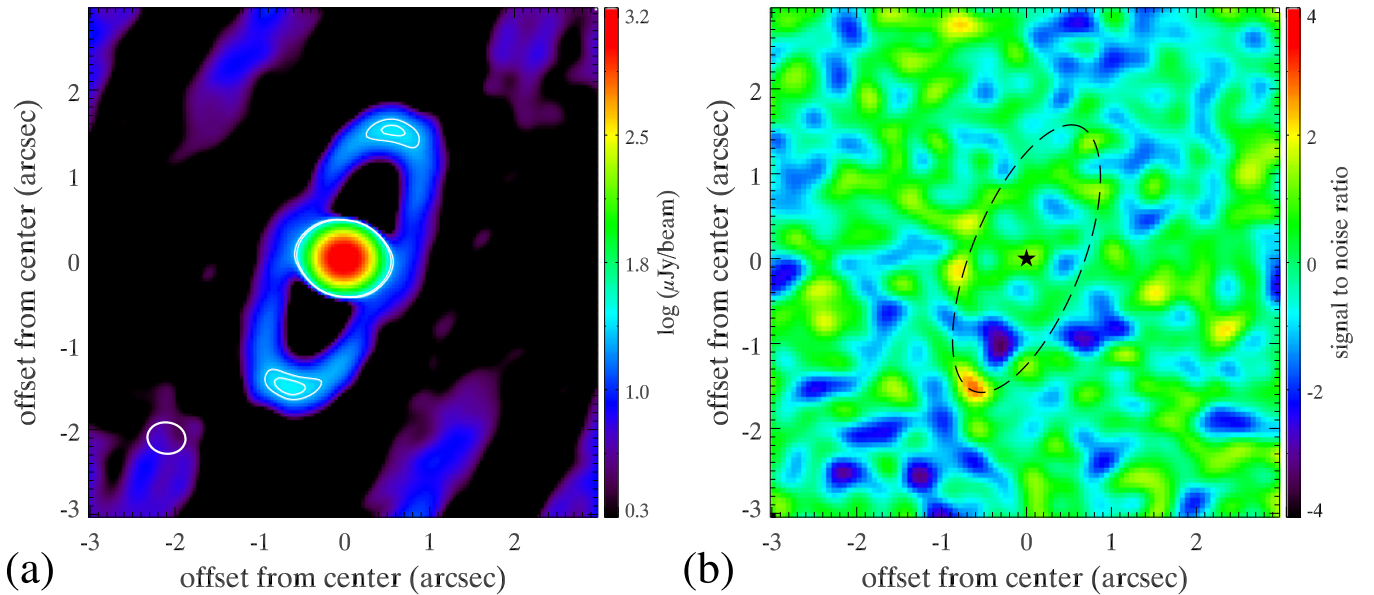 3.2
2.5
1.8
1.0
0.3
log (μJy/beam)
2
1
0
-1
-2
-3
offset from center (arcsec)
-3 -2 -1 0 1 2
offset from center (arcsec)
(a)
4
2
0
-2
-4
signal to noise ratio
2
1
0
-1
-2
-3
offset from center (arcsec)
-3 -2 -1 0 1 2
offset from center (arcsec)
(b)